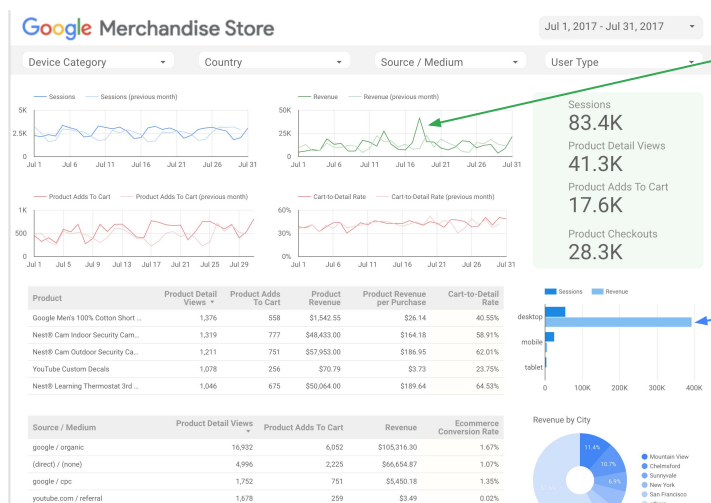 Google Merchandise Store
Jul 1, 2017 - Jul 31, 2017
Device Category
Country
Source / Medium
User Type
Sessions
Sessions (previous month)
5K
2.5K
0
Jul 1 Jul 6 Jul 11 Jul 16 Jul 21 Jul 26 Jul 31
Revenue
Revenue (previous month)
50K
25K
0
Jul 1 Jul 6 Jul 11 Jul 16 Jul 21 Jul 26 Jul 31
Sessions
83.4K
Product Detail Views
41.3K
Product Adds To Cart
17.6K
Product Checkouts
28.3K
Product Adds To Cart
Product Adds To Cart (previous month)
1K
500
0
Jul 1 Jul 5 Jul 9 Jul 13 Jul 17 Jul 21 Jul 25 Jul 29
Cart-to-Detail Rate
Cart-to-Detail Rate (previous month)
60%
30%
0%
Jul 1 Jul 6 Jul 11 Jul 16 Jul 21 Jul 26 Jul 31
Product Product Detail Views Product Adds To Cart Product Revenue Product Revenue per Purchase Cart-to-Detail Rate
Google Men's 100% Cotton Short ... 1,376 558 $1,542.55 $26.14 40.55%
Nest® Cam Indoor Security Cam... 1,319 777 $48,433.00 $164.18 58.91%
Nest® Cam Outdoor Security Ca... 1,211 751 $57,953.00 $186.95 62.01%
YouTube Custom Decals 1,078 256 $70.79 $3.73 23.75%
Nest® Learning Thermostat 3rd ... 1,046 675 $50,064.00 $189.64 64.53%
Sessions
Revenue
desktop
mobile
tablet
0 100K 200K 300K 400K
Source / Medium Product Detail Views Product Adds To Cart Revenue Ecommerce Conversion Rate
google / organic 16,932 6,052 $105,316.30 1.67%
(direct) / (none) 4,996 2,225 $66,654.87 1.07%
google / cpc 1,752 751 $5,450.18 1.35%
youtube.com / referral 1,678 259 $3.49 0.02%
Revenue by City
11.4%
10.7%
6.9%
Mountain View
Chelmsford
Sunnyvale
New York
San Francisco